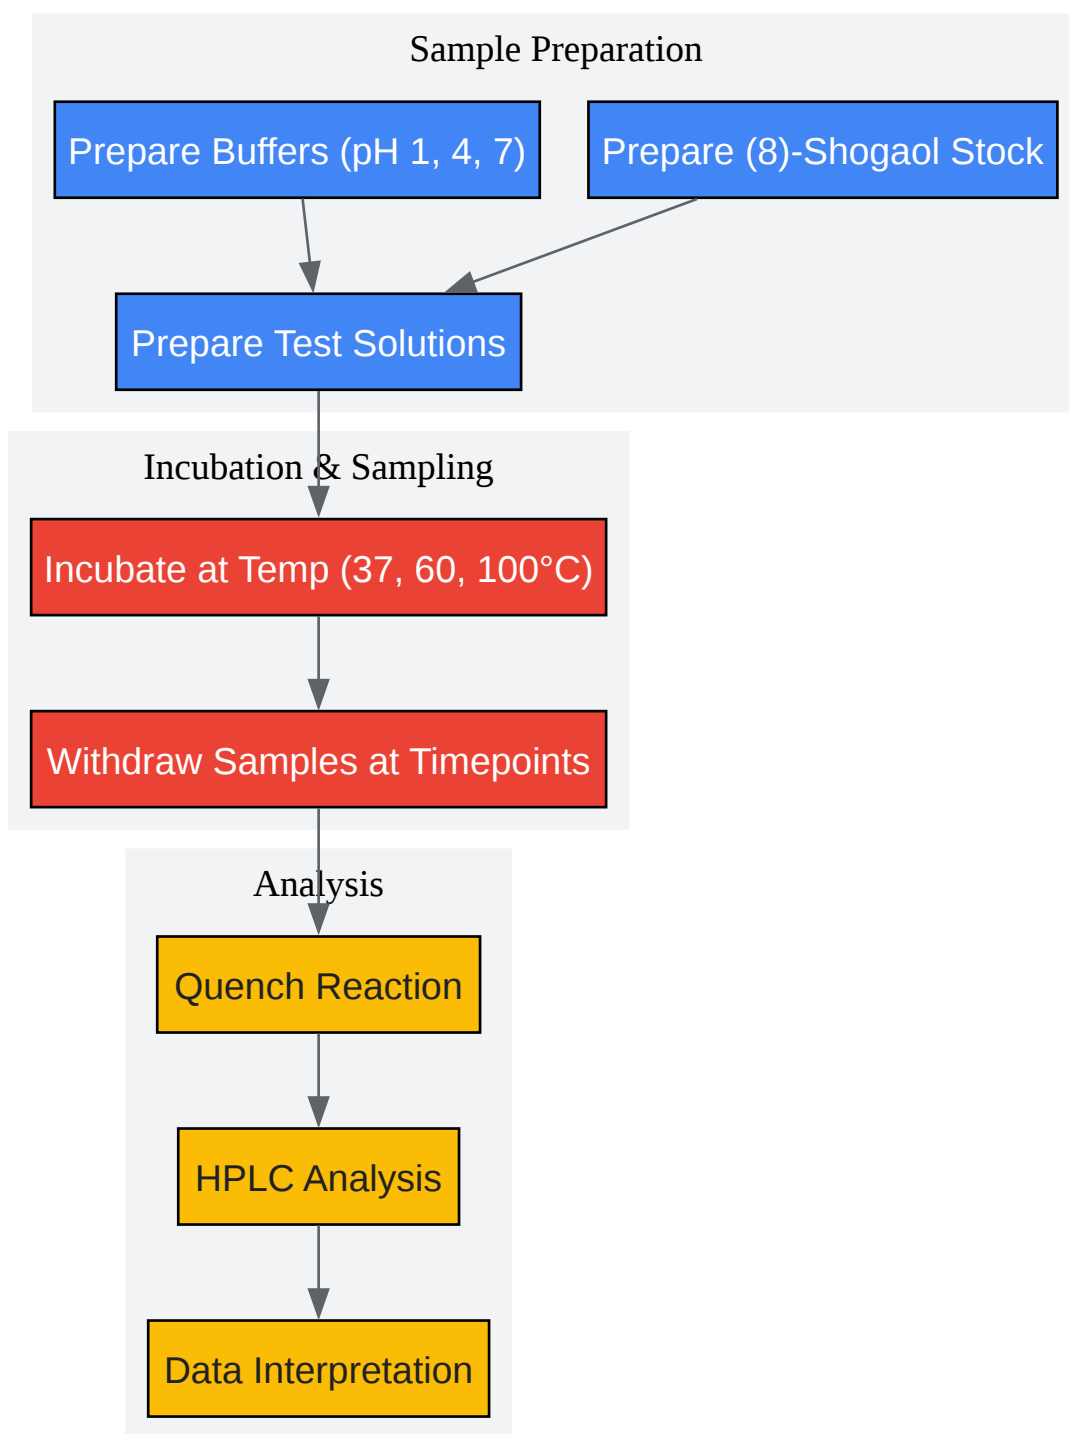 Sample Preparation
Prepare Buffers (pH 1, 4, 7)
Prepare (8)-Shogaol Stock
Prepare Test Solutions
Incubation & Sampling
Incubate at Temp (37, 60, 100°C)
Withdraw Samples at Timepoints
Analysis
Quench Reaction
HPLC Analysis
Data Interpretation